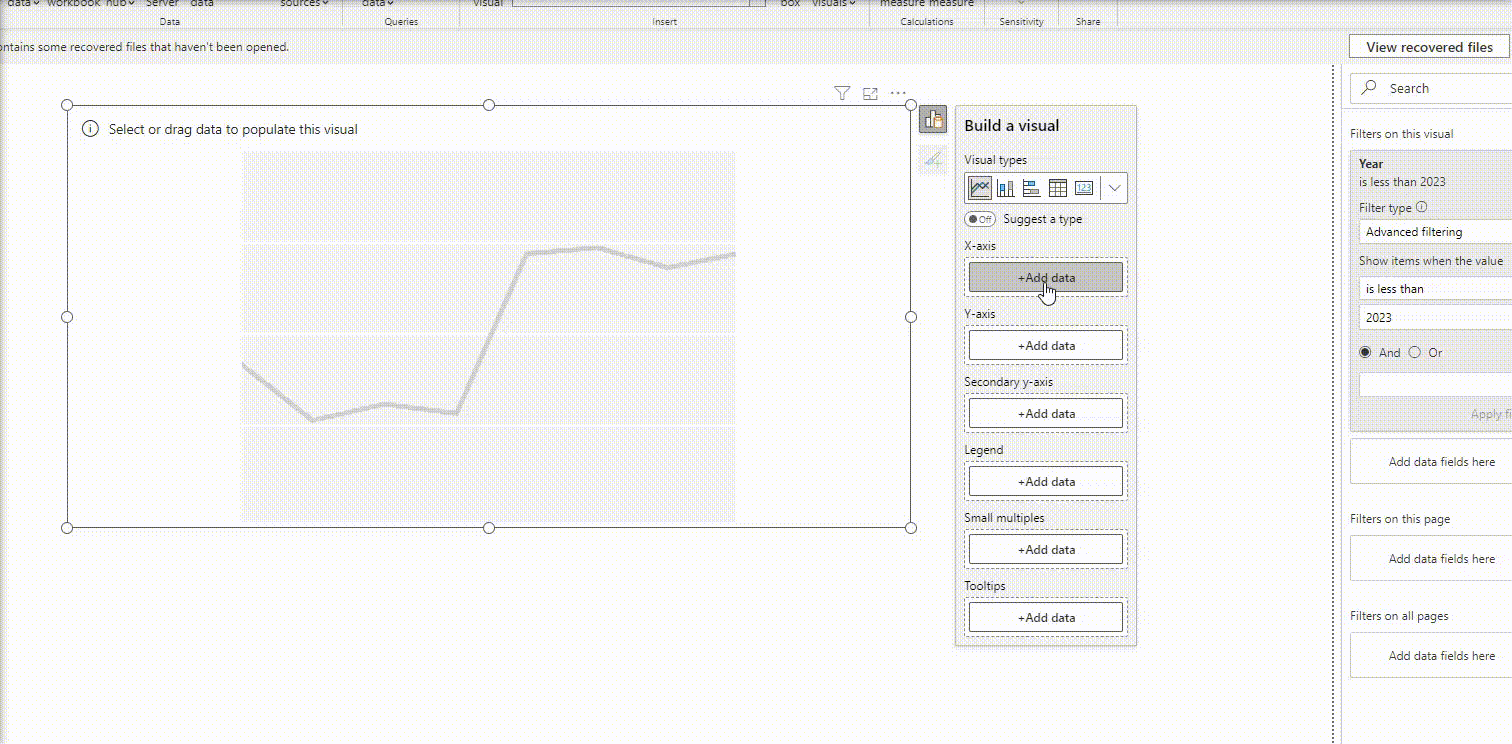 data workbook hub Server data sources data visual box visuals measure measure
Data Queries Insert Calculations Sensitivity Share
ontains some recovered files that haven't been opened.
View recovered files
Select or drag data to populate this visual
Build a visual
Visual types
123
Off Suggest a type
X-axis
+Add data
Y-axis
+Add data
Secondary y-axis
+Add data
Legend
+Add data
Small multiples
+Add data
Tooltips
+Add data
Search
Filters on this visual
Year
is less than 2023
Filter type
Advanced filtering
Show items when the value
is less than
2023
And Or
Apply fi
Add data fields here
Filters on this page
Add data fields here
Filters on all pages
Add data fields here